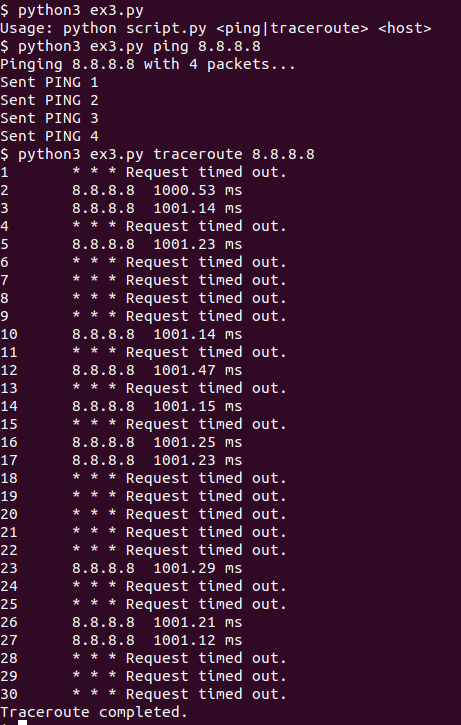 $ python3 ex3.py
Usage: python script.py <ping|traceroute> <host>
$ python3 ex3.py ping 8.8.8.8
Pinging 8.8.8.8 with 4 packets...
Sent PING 1
Sent PING 2
Sent PING 3
Sent PING 4
$ python3 ex3.py traceroute 8.8.8.8
1       * * * Request timed out.
2       8.8.8.8  1000.53 ms
3       8.8.8.8  1001.14 ms
4       * * * Request timed out.
5       8.8.8.8  1001.23 ms
6       * * * Request timed out.
7       * * * Request timed out.
8       * * * Request timed out.
9       * * * Request timed out.
10      8.8.8.8  1001.14 ms
11      * * * Request timed out.
12      8.8.8.8  1001.47 ms
13      * * * Request timed out.
14      8.8.8.8  1001.15 ms
15      * * * Request timed out.
16      8.8.8.8  1001.25 ms
17      8.8.8.8  1001.23 ms
18      * * * Request timed out.
19      * * * Request timed out.
20      * * * Request timed out.
21      * * * Request timed out.
22      * * * Request timed out.
23      8.8.8.8  1001.29 ms
24      * * * Request timed out.
25      * * * Request timed out.
26      8.8.8.8  1001.21 ms
27      8.8.8.8  1001.12 ms
28      * * * Request timed out.
29      * * * Request timed out.
30      * * * Request timed out.
Traceroute completed.